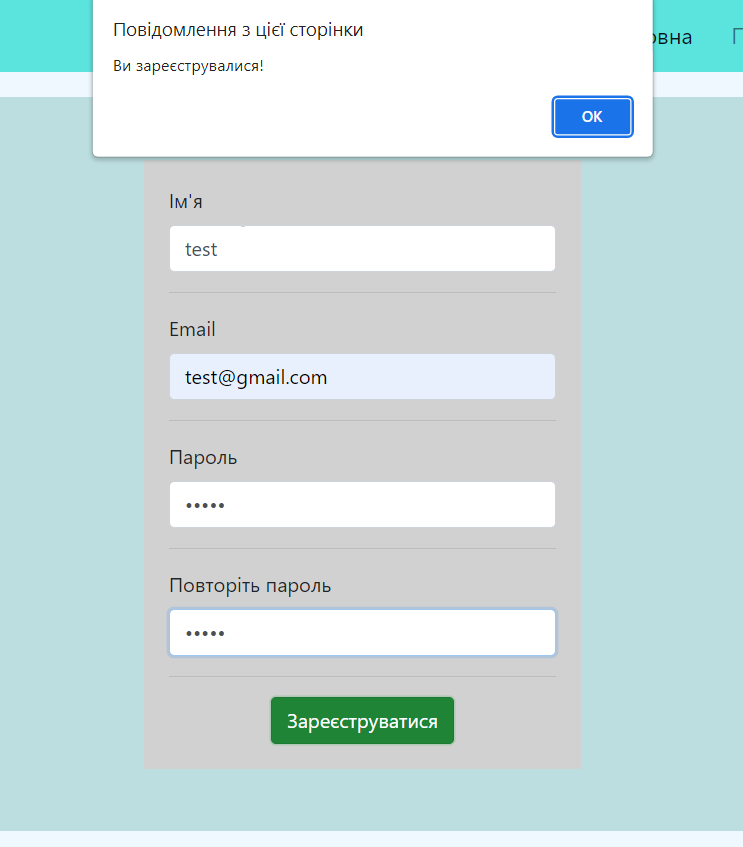 Повідомлення з цієї сторінки
Ви зареєструвалися!
OK
Ім'я
test
Email
test@gmail.com
Пароль
•••••
Повторіть пароль
•••••
Зареєструватися